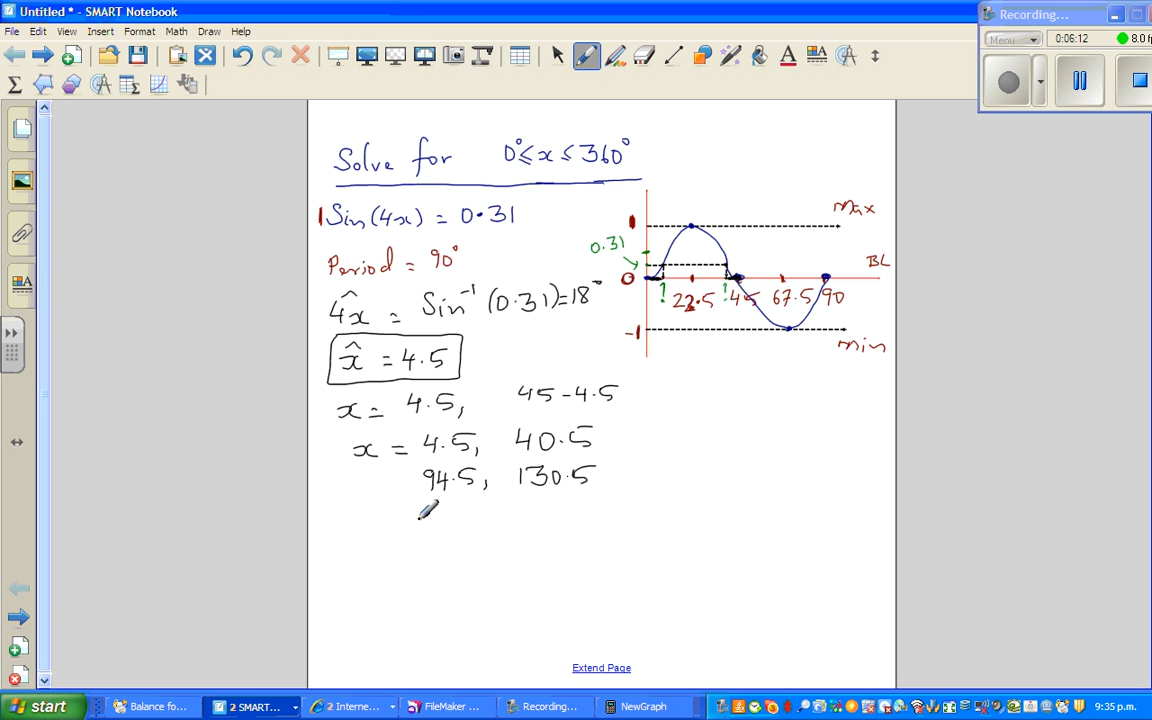 Untitled * - SMART Notebook
Recording...
File Edit View Insert Format Math Draw Help
Menu
0:06:12
8.0 f
Solve for 0°≤x≤360°
1Sin(4x) = 0.31
Period = 90°
4x̂ = Sin⁻¹(0.31)=18°
x̂ = 4.5
x = 4.5, 45-4.5
x = 4.5, 40.5
94.5, 130.5
Max
1
0.31
BL
0
! 22.5 ! 45 67.5 90
-1
min
Extend Page
start
Balance fo...
2 SMART...
2 Interne...
FileMaker ...
Recording...
NewGraph
9:35 p.m.